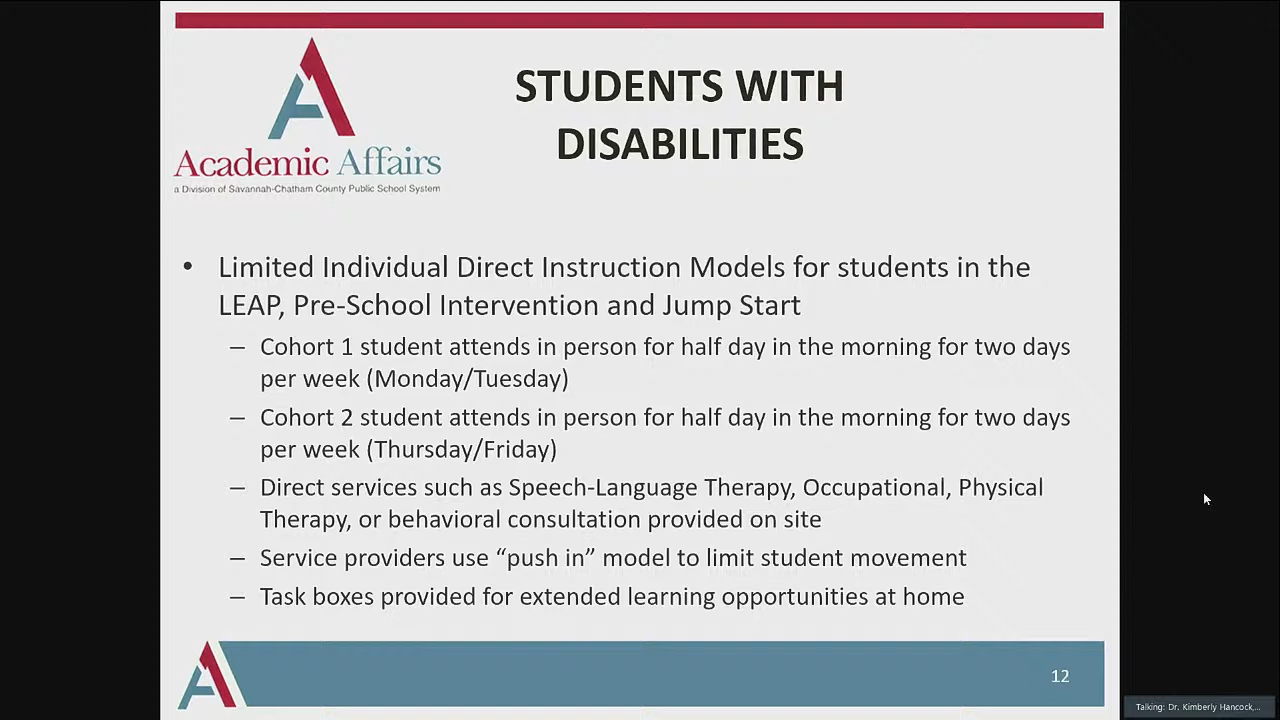 STUDENTS WITH
DISABILITIES
Academic Affairs
a Division of Savannah-Chatham County Public School System
• Limited Individual Direct Instruction Models for students in the
LEAP, Pre-School Intervention and Jump Start
– Cohort 1 student attends in person for half day in the morning for two days
per week (Monday/Tuesday)
– Cohort 2 student attends in person for half day in the morning for two days
per week (Thursday/Friday)
– Direct services such as Speech-Language Therapy, Occupational, Physical
Therapy, or behavioral consultation provided on site
– Service providers use “push in” model to limit student movement
– Task boxes provided for extended learning opportunities at home
12
Talking: Dr. Kimberly Hancock,...